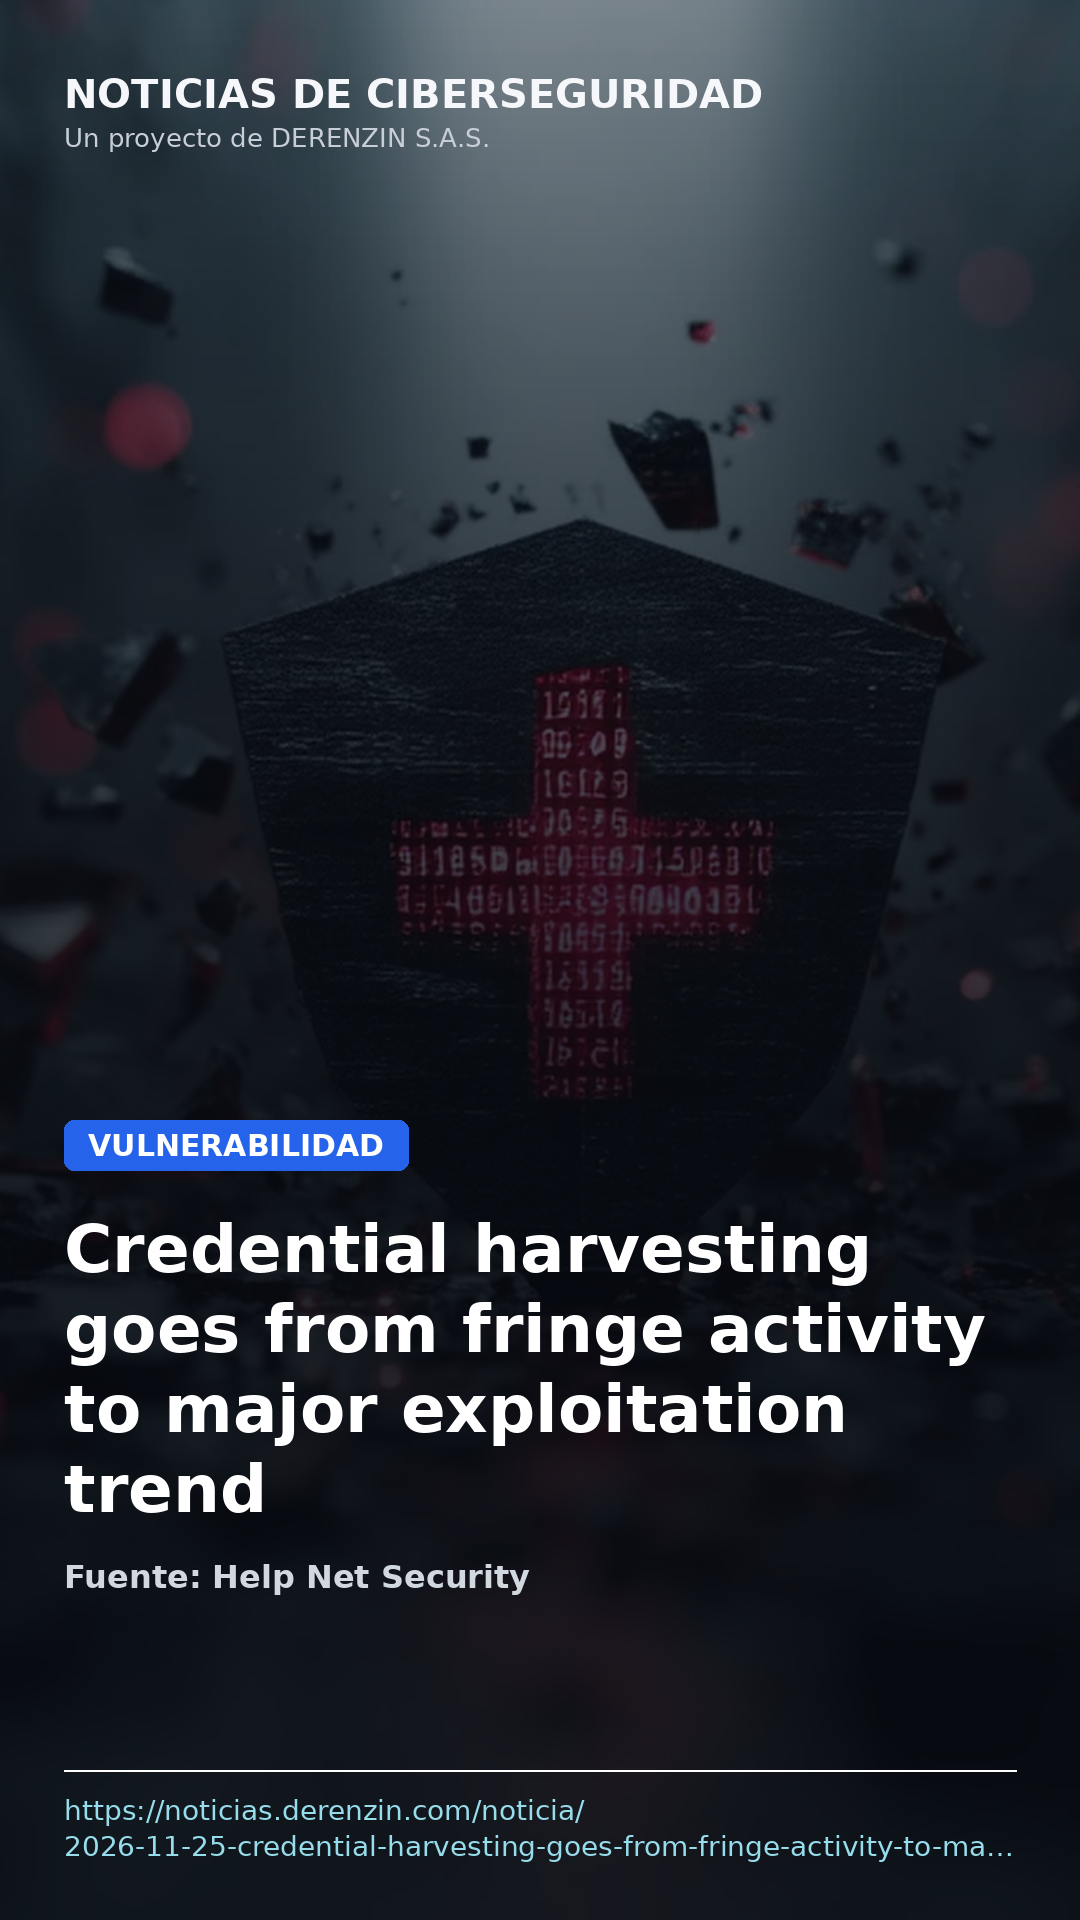 NOTICIAS DE CIBERSEGURIDAD
Un proyecto de DERENZIN S.A.S.
VULNERABILIDAD
Credential harvesting
goes from fringe activity
to major exploitation
trend
Fuente: Help Net Security
https://noticias.derenzin.com/noticia/
2026-11-25-credential-harvesting-goes-from-fringe-activity-to-ma…